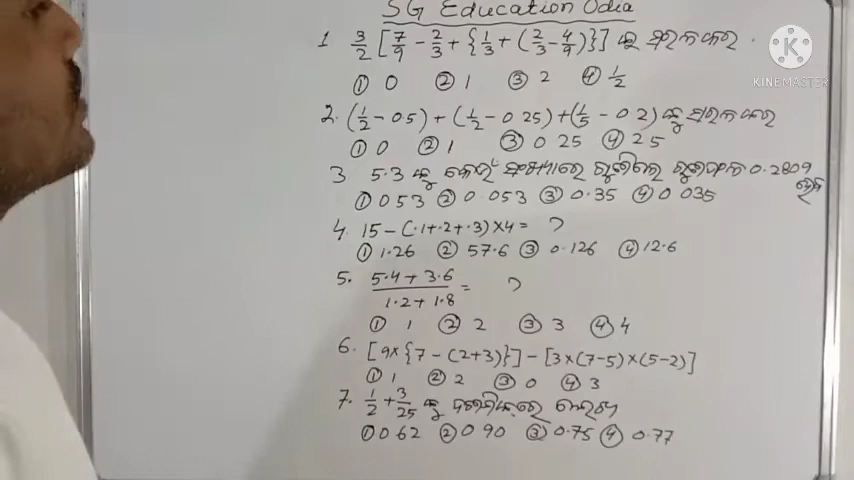 SG Education Odia
1 3/2 [7/9 - 2/3 + {1/3 + (2/3 - 4/9)}] କୁ ସରଳ କର .
① 0 ② 1 ③ 2 ④ 1/2
2. (1/2 - 0.5) + (1/2 - 0.25) + (1/5 - 0.2) କୁ ସରଳ କର
① 0 ② 1 ③ 0.25 ④ 2.5
3 5.3 କୁ କେଉଁ ସଂଖ୍ୟାରେ ଗୁଣିଲେ ଗୁଣଫଳ 0.2809 ହେବ
① 0.53 ② 0.053 ③ 0.35 ④ 0.035
4. 15 - (.1+.2+.3)×4 = ?
① 1.26 ② 57.6 ③ 0.126 ④ 12.6
5. 5.4 + 3.6 / 1.2 + 1.8 = ?
① 1 ② 2 ③ 3 ④ 4
6. [9×{7 - (2+3)}] - [3×(7-5)×(5-2)]
① 1 ② 2 ③ 0 ④ 3
7. 1/2 + 3/25 କୁ ଦଶମିକରେ ଲେଖ
① 0.62 ② 0.90 ③ 0.75 ④ 0.77
KINEMASTER